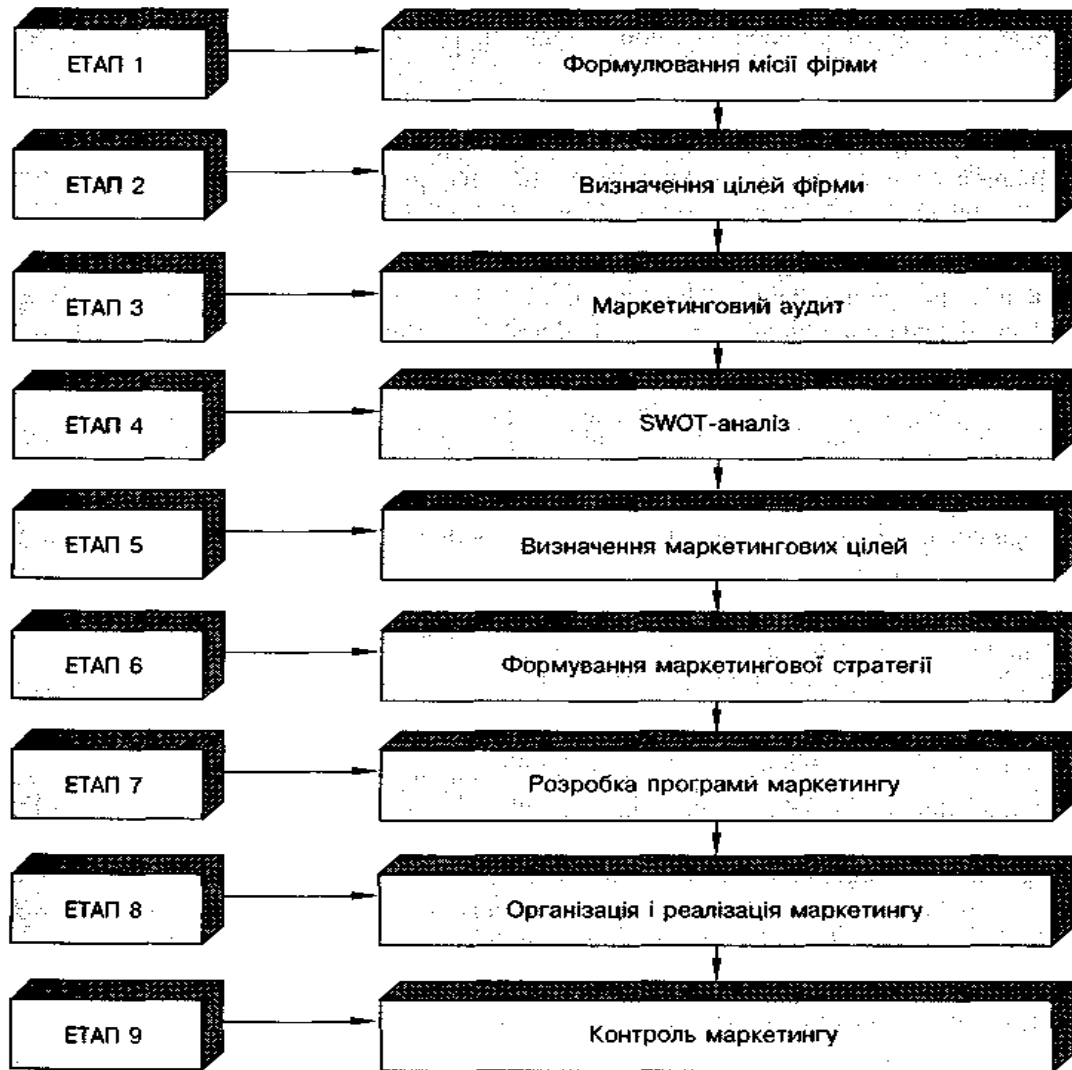 ЕТАП 1
Формулювання місії фірми
ЕТАП 2
Визначення цілей фірми
ЕТАП 3
Маркетинговий аудит
ЕТАП 4
SWOT-аналіз
ЕТАП 5
Визначення маркетингових цілей
ЕТАП 6
Формування маркетингової стратегії
ЕТАП 7
Розробка програми маркетингу
ЕТАП 8
Організація і реалізація маркетингу
ЕТАП 9
Контроль маркетингу